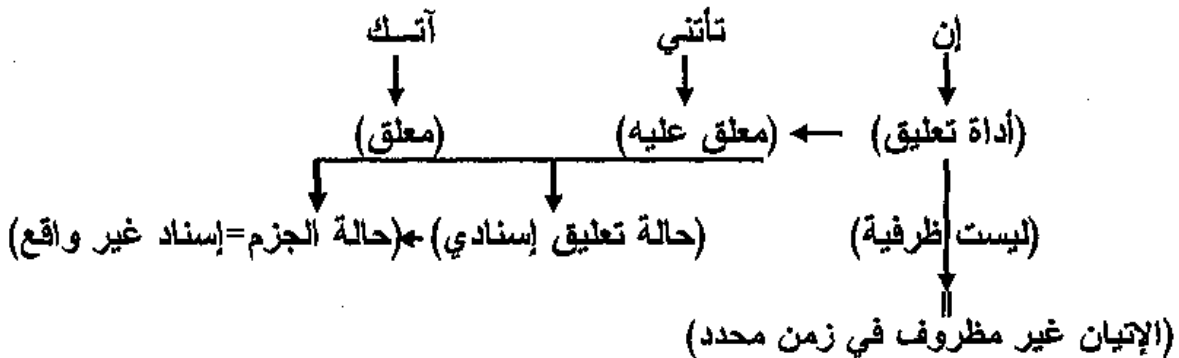 إن تأتني آتـك
(أداة تعليق) (معلق عليه) (معلق)
(ليست ظرفية) (حالة تعليق إسنادي) (حالة الجزم=إسناد غير واقع)
=
(الإتيان غير مظروف في زمن محدد)